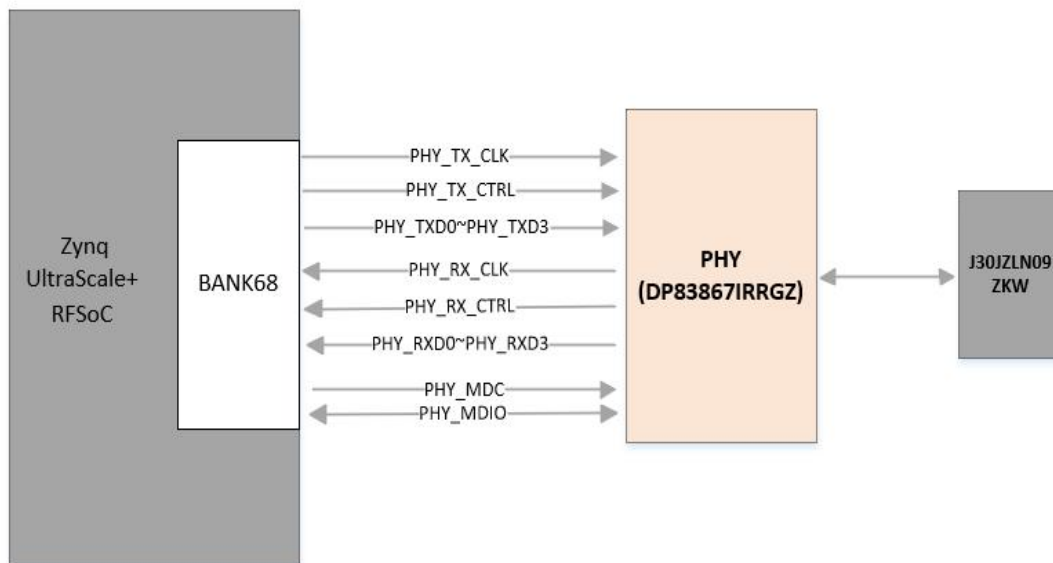 Zynq
UltraScale+
RFSoC
BANK68
PHY_TX_CLK
PHY_TX_CTRL
PHY_TXD0~PHY_TXD3
PHY_RX_CLK
PHY_RX_CTRL
PHY_RXD0~PHY_RXD3
PHY_MDC
PHY_MDIO
PHY
(DP83867IRRGZ)
J30JZLN09
ZKW